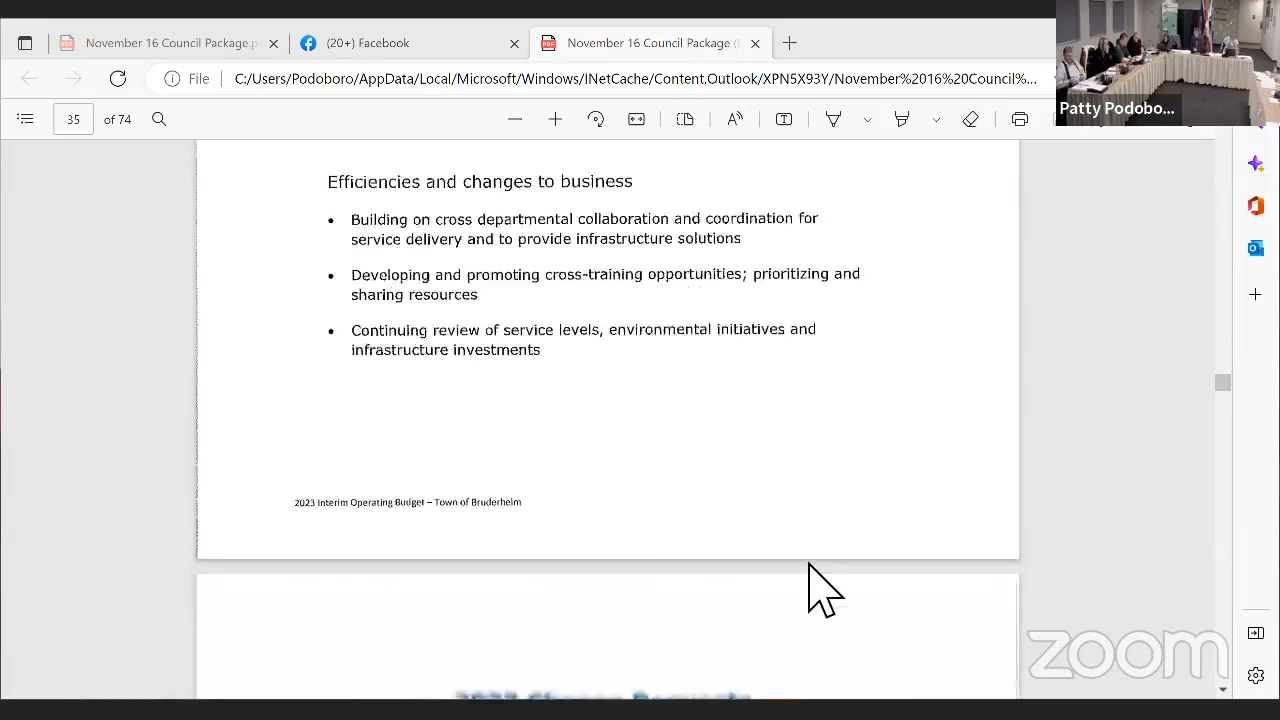 November 16 Council Package.p
(20+) Facebook
November 16 Council Package (
File
C:/Users/Podoboro/AppData/Local/Microsoft/Windows/INetCache/Content.Outlook/XPN5X93Y/November%2016%20Council%...
Patty Podobo...
35
of 74
Efficiencies and changes to business
• Building on cross departmental collaboration and coordination for
service delivery and to provide infrastructure solutions
• Developing and promoting cross-training opportunities; prioritizing and
sharing resources
• Continuing review of service levels, environmental initiatives and
infrastructure investments
2023 Interim Operating Budget – Town of Bruderheim
zoom